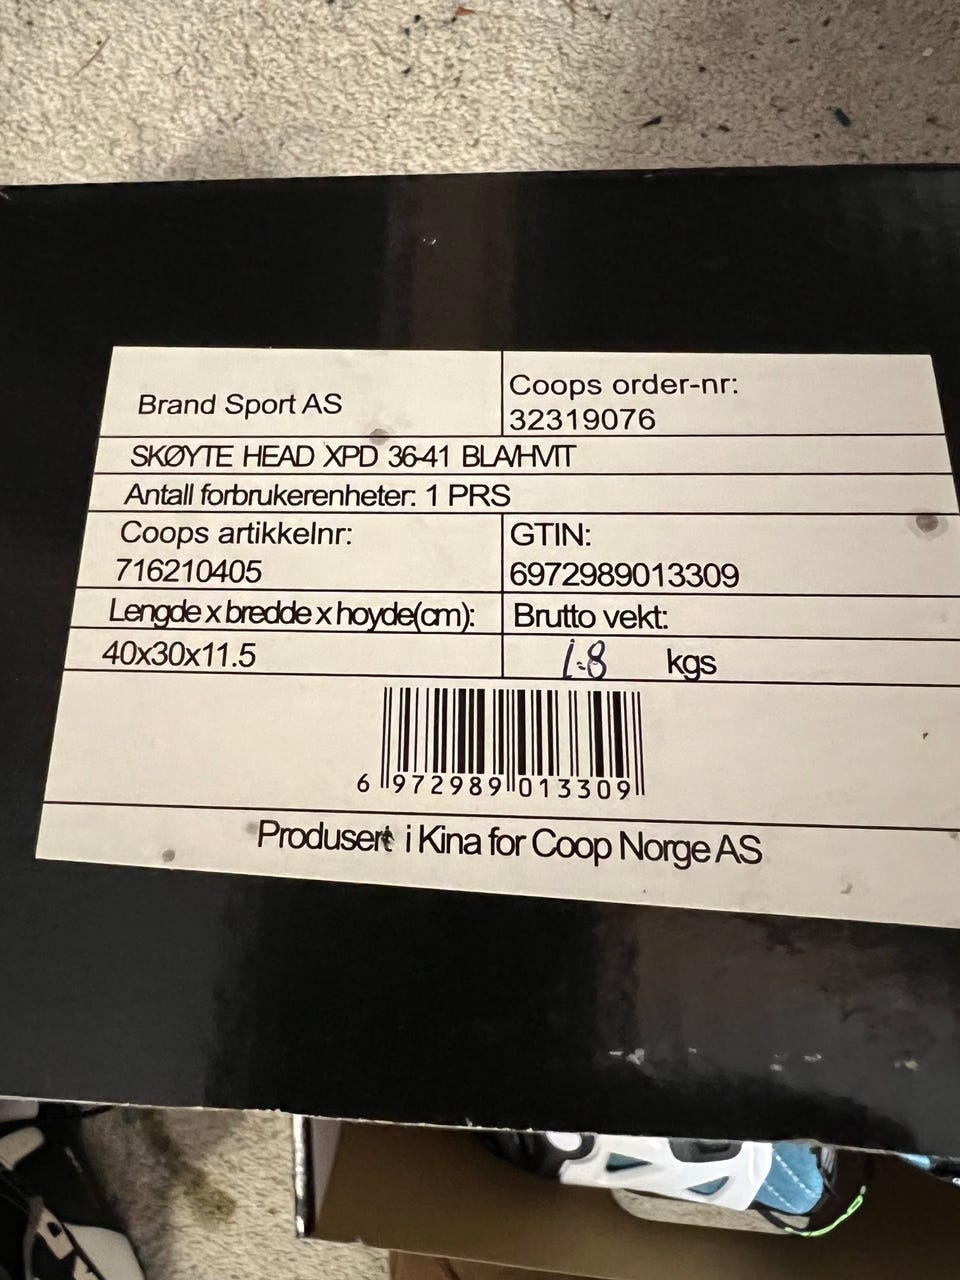 Brand Sport AS
Coops order-nr:
32319076
SKØYTE HEAD XPD 36-41 BLA/HVIT
Antall forbrukerenheter: 1 PRS
Coops artikkelnr:
716210405
GTIN:
6972989013309
Lengde x bredde x hoyde(cm):
40x30x11.5
Brutto vekt:
1.8 kgs
6 972989 013309
Produsert i Kina for Coop Norge AS